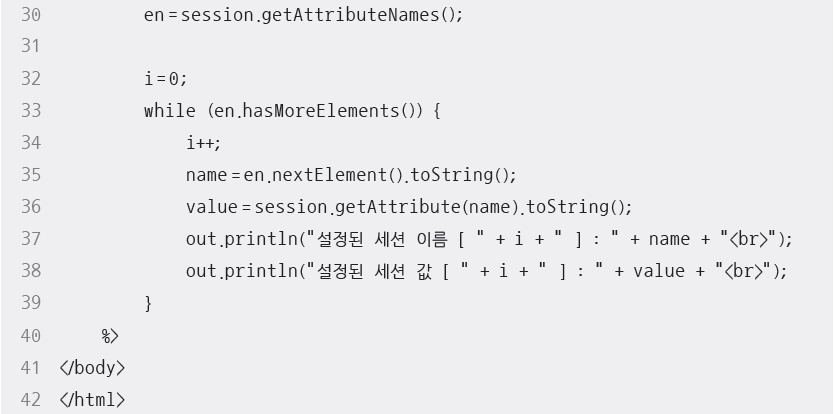 30 en=session.getAttributeNames();
31
32 i=0;
33 while (en.hasMoreElements()) {
34 i++;
35 name=en.nextElement().toString();
36 value=session.getAttribute(name).toString();
37 out.println("설정된 세션 이름 [ " + i + " ] : " + name + "<br>");
38 out.println("설정된 세션 값 [ " + i + " ] : " + value + "<br>");
39 }
40 %>
41 </body>
42 </html>